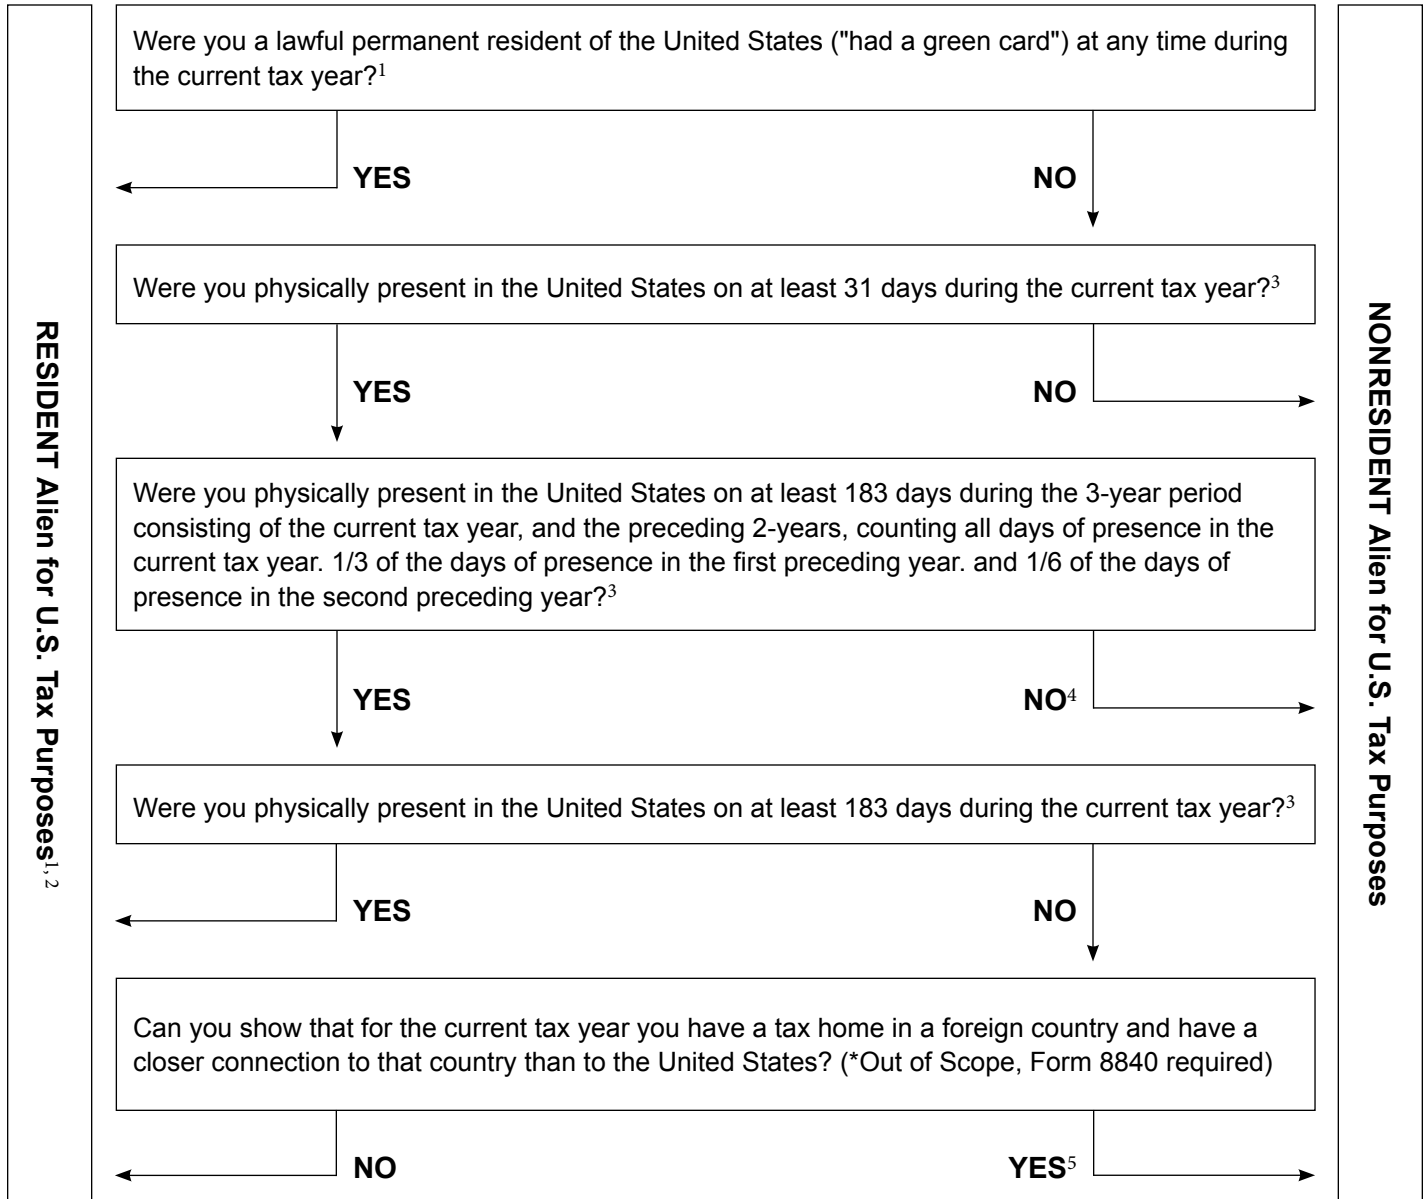 Were you a lawful permanent resident of the United States ("had a green card") at any time during
the current tax year?1
YES
NO
Were you physically present in the United States on at least 31 days during the current tax year?3
YES
NO
Were you physically present in the United States on at least 183 days during the 3-year period
consisting of the current tax year, and the preceding 2-years, counting all days of presence in the
current tax year. 1/3 of the days of presence in the first preceding year. and 1/6 of the days of
presence in the second preceding year?3
YES
NO4
Were you physically present in the United States on at least 183 days during the current tax year?3
YES
NO
Can you show that for the current tax year you have a tax home in a foreign country and have a
closer connection to that country than to the United States? (*Out of Scope, Form 8840 required)
NO
YES5
RESIDENT Alien for U.S. Tax Purposes1, 2
NONRESIDENT Alien for U.S. Tax Purposes